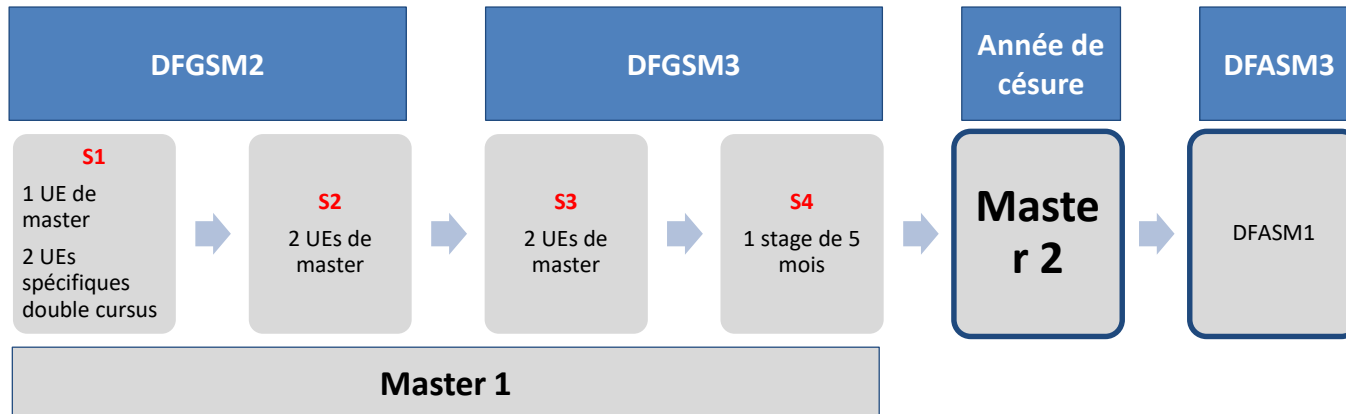 DFGSM2
DFGSM3
Année de
césure
DFASM3
S1
1 UE de
master
2 UEs
spécifiques
double cursus
S2
2 UEs de
master
S3
2 UEs de
master
S4
1 stage de 5
mois
Maste
r 2
DFASM1
Master 1